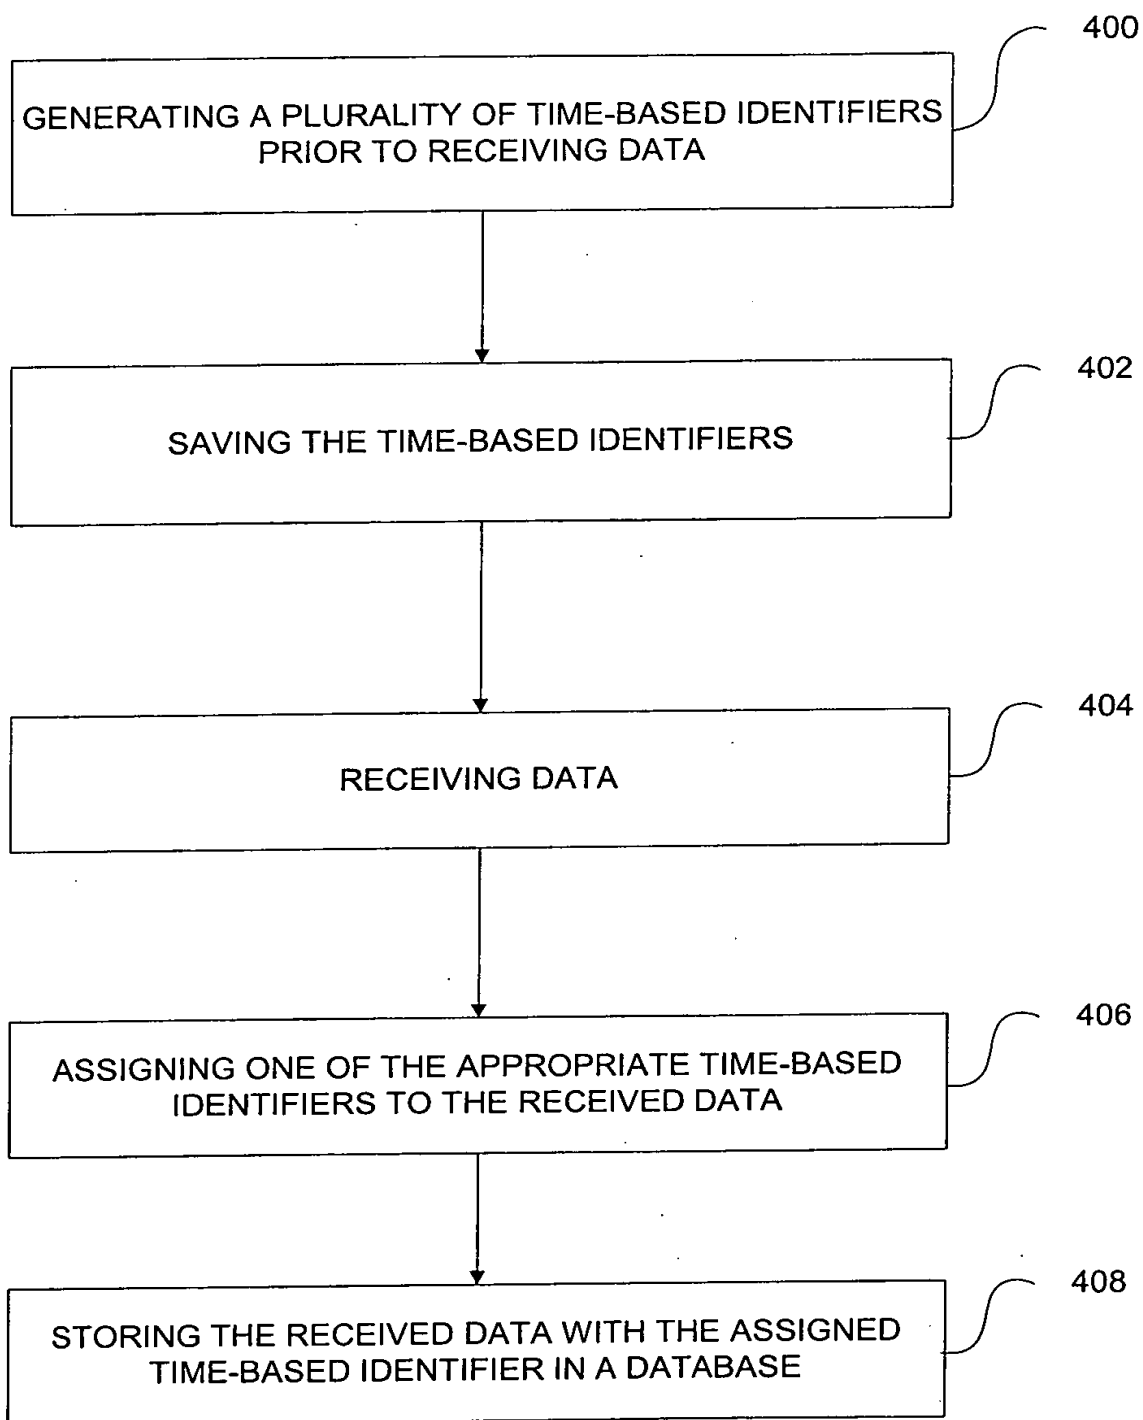 400
GENERATING A PLURALITY OF TIME-BASED IDENTIFIERS
PRIOR TO RECEIVING DATA
402
SAVING THE TIME-BASED IDENTIFIERS
404
RECEIVING DATA
406
ASSIGNING ONE OF THE APPROPRIATE TIME-BASED
IDENTIFIERS TO THE RECEIVED DATA
408
STORING THE RECEIVED DATA WITH THE ASSIGNED
TIME-BASED IDENTIFIER IN A DATABASE